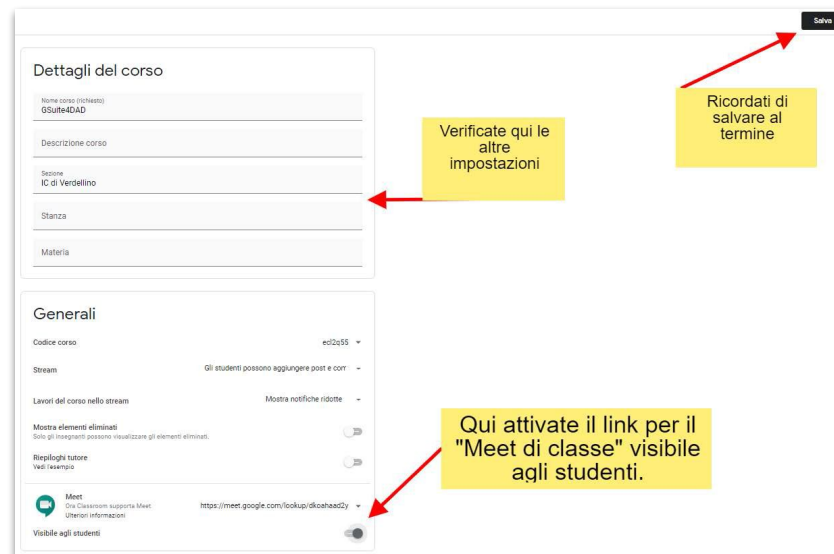 Salva
Dettagli del corso
Nome corso (richiesto)
GSuite4DAD
Descrizione corso
Sezione
IC di Verdellino
Stanza
Materia
Verificate qui le
altre
impostazioni
Ricordati di
salvare al
termine
Generali
Codice corso
ecl2q55
Stream
Gli studenti possono aggiungere post e com
Lavori del corso nello stream
Mostra notifiche ridotte
Mostra elementi eliminati
Solo gli insegnanti possono visualizzare gli elementi eliminati.
Riepiloghi tutore
Vedi l'esempio
Meet
Ora Classroom supporta Meet
Ulteriori informazioni
https://meet.google.com/lookup/dkoahaad2y
Visibile agli studenti
Qui attivate il link per il
"Meet di classe" visibile
agli studenti.